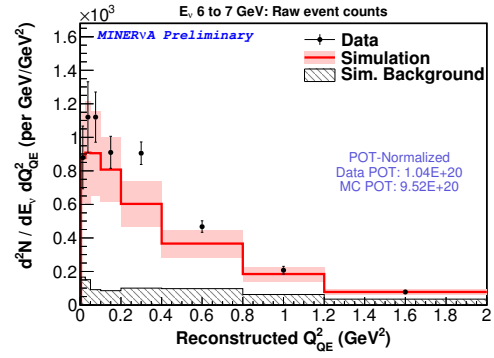 ×10³
E_ν 6 to 7 GeV: Raw event counts
MINERνA Preliminary
Data
Simulation
Sim. Background
POT-Normalized
Data POT: 1.04E+20
MC POT: 9.52E+20
d²N / dE_ν dQ²_QE (per GeV/GeV²)
1.6
1.4
1.2
1
0.8
0.6
0.4
0.2
0
0 0.2 0.4 0.6 0.8 1 1.2 1.4 1.6 1.8 2
Reconstructed Q²_QE (GeV²)